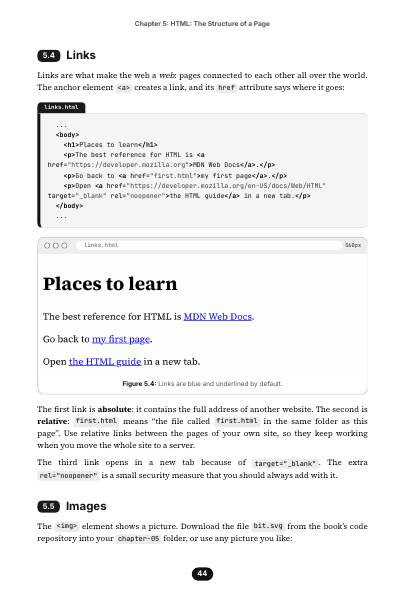 Chapter 5: HTML: The Structure of a Page
5.4 Links
Links are what make the web a web: pages connected to each other all over the world.
The anchor element <a> creates a link, and its href attribute says where it goes:
links.html
...
<body>
<h1>Places to learn</h1>
<p>The best reference for HTML is <a
href="https://developer.mozilla.org">MDN Web Docs</a>.</p>
<p>Go back to <a href="first.html">my first page</a>.</p>
<p>Open <a href="https://developer.mozilla.org/en-US/docs/Web/HTML"
target="_blank" rel="noopener">the HTML guide</a> in a new tab.</p>
</body>
...
links.html 560px
Places to learn
The best reference for HTML is MDN Web Docs.
Go back to my first page.
Open the HTML guide in a new tab.
Figure 5.4: Links are blue and underlined by default.
The first link is absolute: it contains the full address of another website. The second is
relative: first.html means “the file called first.html in the same folder as this
page”. Use relative links between the pages of your own site, so they keep working
when you move the whole site to a server.
The third link opens in a new tab because of target="_blank". The extra
rel="noopener" is a small security measure that you should always add with it.
5.5 Images
The <img> element shows a picture. Download the file bit.svg from the book’s code
repository into your chapter-05 folder, or use any picture you like:
44